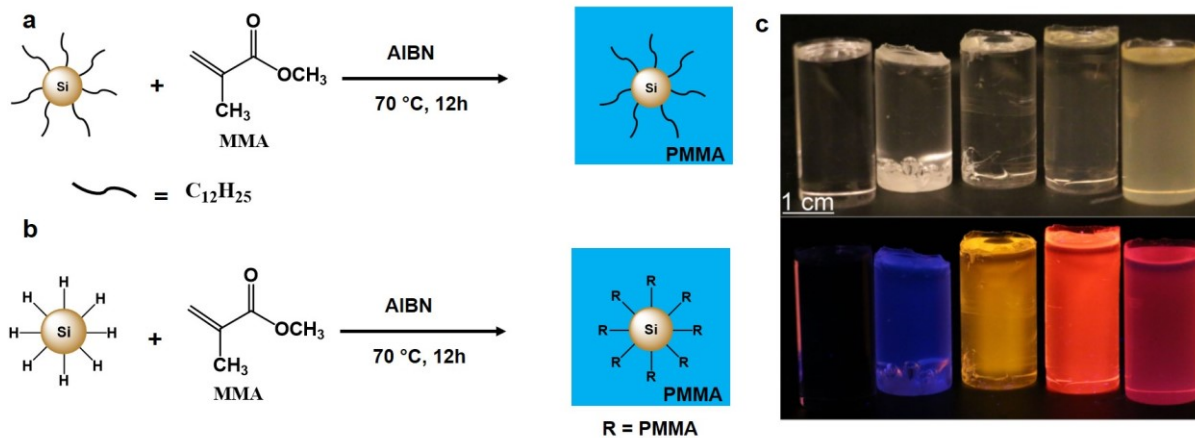 a
Si
+
O
OCH3
CH3
MMA
AIBN
70 °C, 12h
Si
PMMA
= C12H25
b
H
H
H
H
Si
H
H
H
H
+
O
OCH3
CH3
MMA
AIBN
70 °C, 12h
R
R
R
R
Si
R
R
R
R
PMMA
R = PMMA
c
1 cm